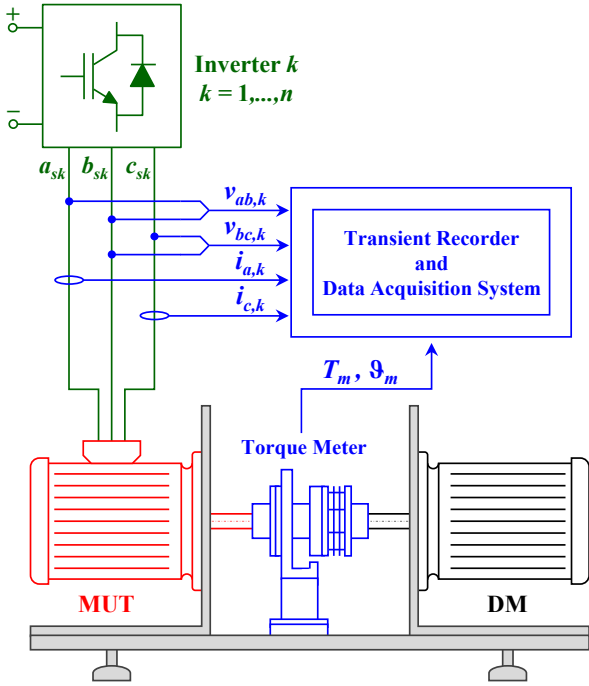 +
Inverter k
k = 1,...,n
−
a_sk b_sk c_sk
v_ab,k
v_bc,k
i_a,k
i_c,k
Transient Recorder
and
Data Acquisition System
T_m , ϑ_m
Torque Meter
MUT
DM